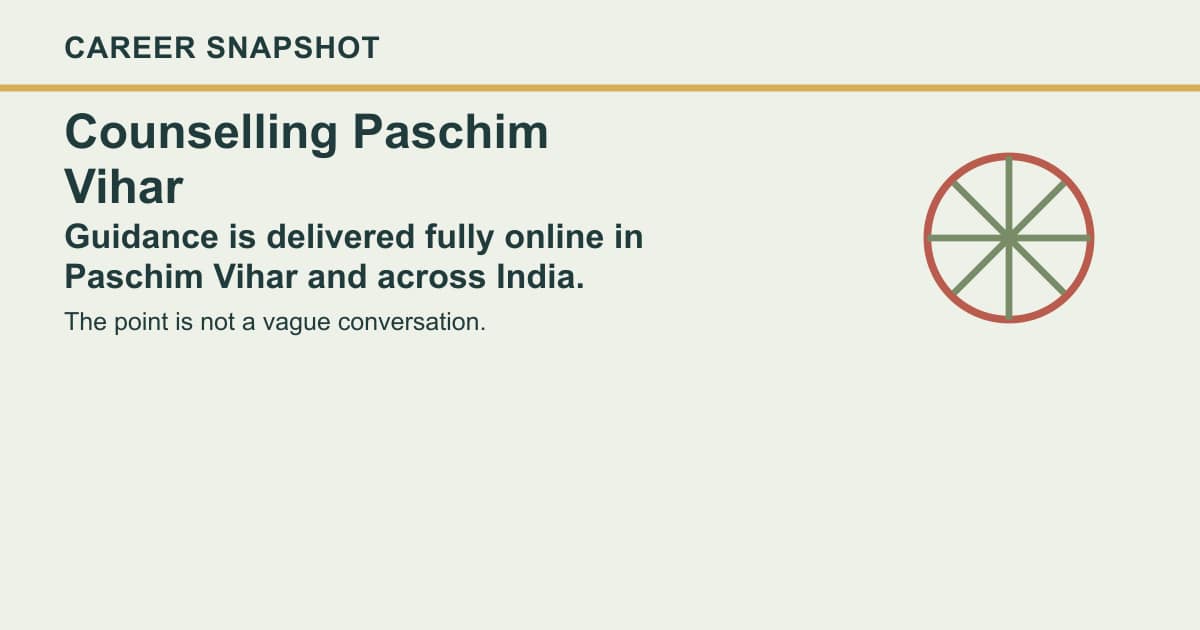 CAREER SNAPSHOT
Counselling Paschim
Vihar
Guidance is delivered fully online in
Paschim Vihar and across India.
The point is not a vague conversation.